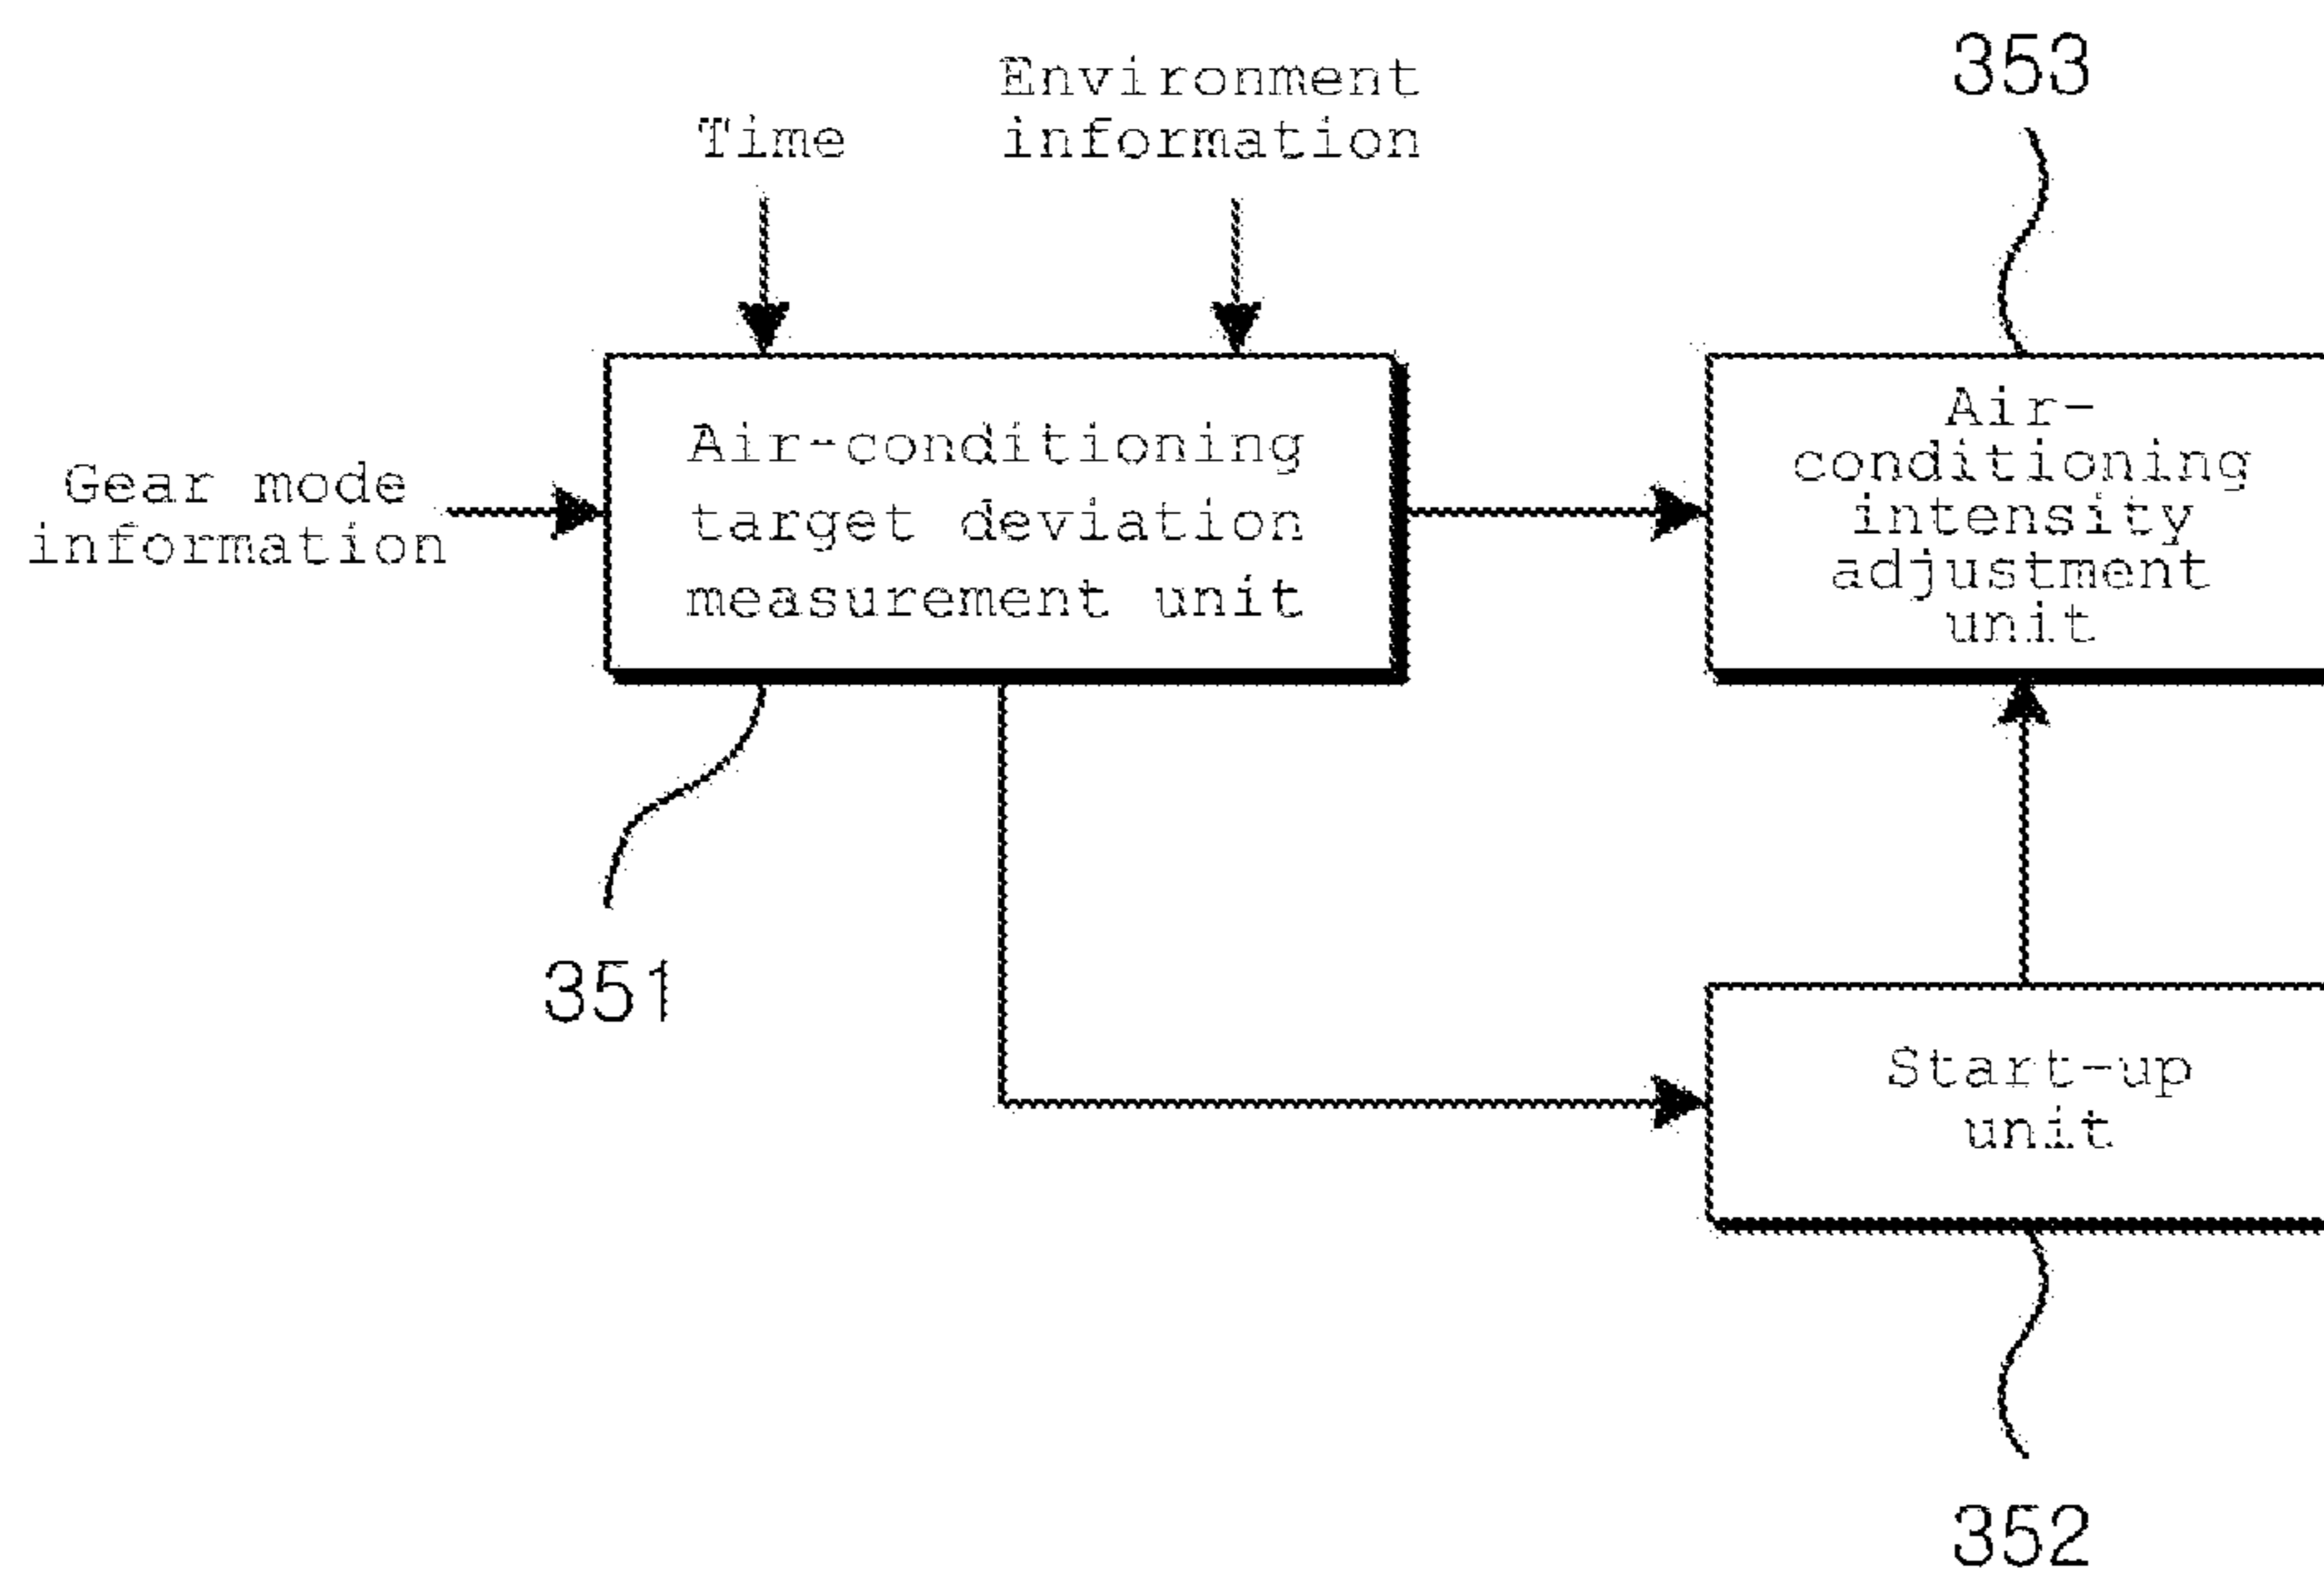 353
Environment
information
Time
Air-
conditioning
intensity
adjustment
unit
Air-conditioning
target deviation
measurement unit
Gear mode
information
351
Start-up
unit
352